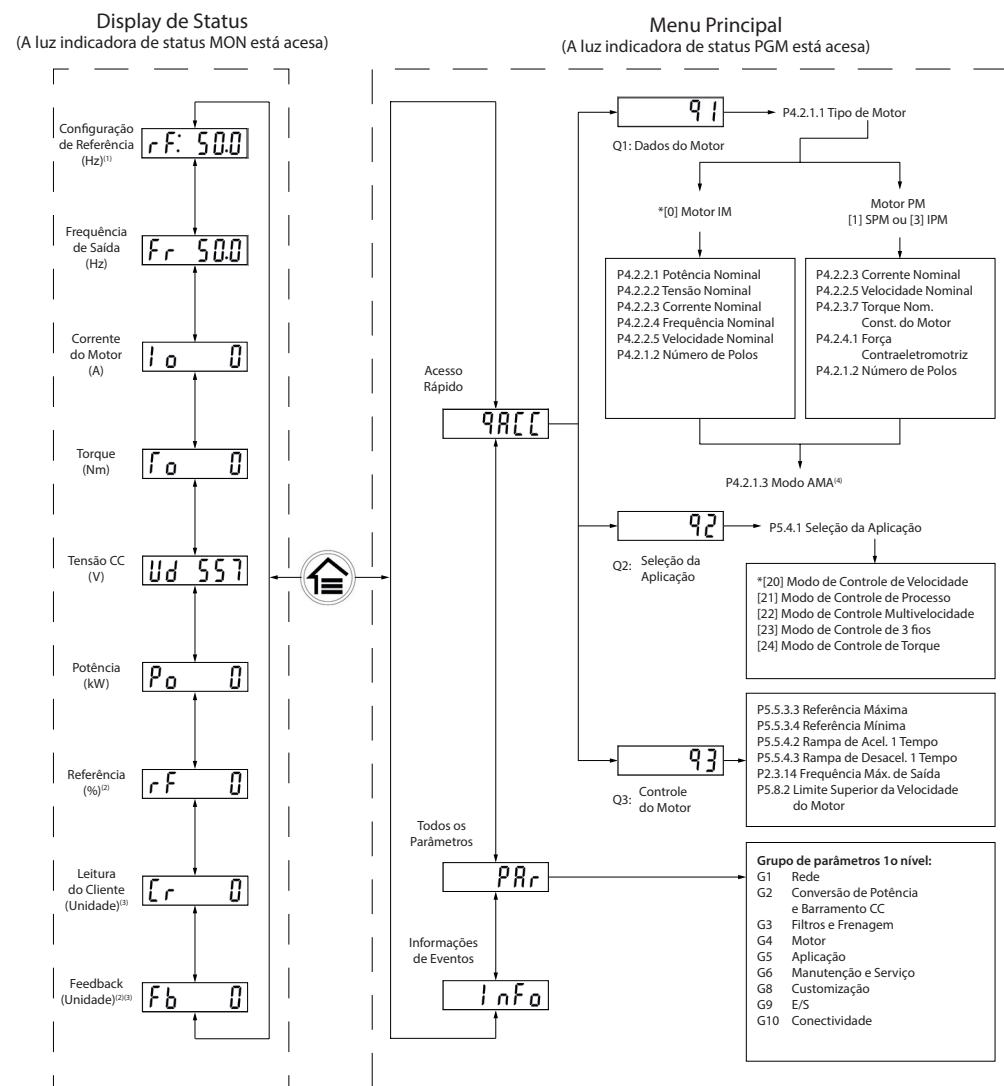 Display de Status
(A luz indicadora de status MON está acesa)
Configuração
de Referência
(Hz)(1)
rF: 50.0
Frequência
de Saída
(Hz)
Fr 50.0
Corrente
do Motor
(A)
Io 0
Torque
(Nm)
To 0
Tensão CC
(V)
Ud 557
Potência
(kW)
Po 0
Referência
(%)(2)
rF 0
Leitura
do Cliente
(Unidade)(3)
Cr 0
Feedback
(Unidade)(2)(3)
Fb 0
Menu Principal
(A luz indicadora de status PGM está acesa)
Acesso
Rápido
qACC
Todos os
Parâmetros
PAr
Informações
de Eventos
InFo
q1
Q1: Dados do Motor
P4.2.1.1 Tipo de Motor
*[0] Motor IM
Motor PM
[1] SPM ou [3] IPM
P4.2.2.1 Potência Nominal
P4.2.2.2 Tensão Nominal
P4.2.2.3 Corrente Nominal
P4.2.2.4 Frequência Nominal
P4.2.2.5 Velocidade Nominal
P4.2.1.2 Número de Polos
P4.2.2.3 Corrente Nominal
P4.2.2.5 Velocidade Nominal
P4.2.3.7 Torque Nom.
Const. do Motor
P4.2.4.1 Força
Contraeletromotriz
P4.2.1.2 Número de Polos
P4.2.1.3 Modo AMA(4)
q2
Q2: Seleção da
Aplicação
P5.4.1 Seleção da Aplicação
*[20] Modo de Controle de Velocidade
[21] Modo de Controle de Processo
[22] Modo de Controle Multivelocidade
[23] Modo de Controle de 3 fios
[24] Modo de Controle de Torque
q3
Q3: Controle
do Motor
P5.5.3.3 Referência Máxima
P5.5.3.4 Referência Mínima
P5.5.4.2 Rampa de Acel. 1 Tempo
P5.5.4.3 Rampa de Desacel. 1 Tempo
P2.3.14 Frequência Máx. de Saída
P5.8.2 Limite Superior da Velocidade
do Motor
Grupo de parâmetros 1o nível:
G1 Rede
G2 Conversão de Potência
e Barramento CC
G3 Filtros e Frenagem
G4 Motor
G5 Aplicação
G6 Manutenção e Serviço
G8 Customização
G9 E/S
G10 Conectividade